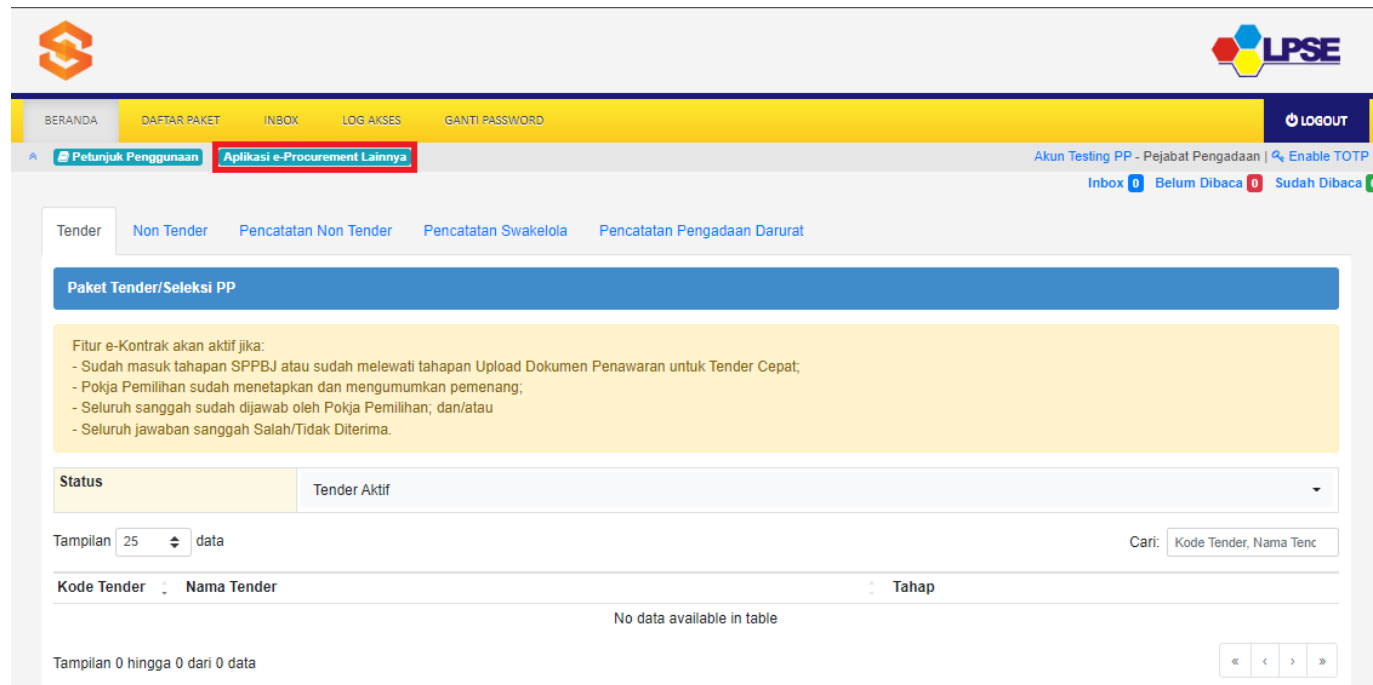 LPSE
BERANDA DAFTAR PAKET INBOX LOG AKSES GANTI PASSWORD LOGOUT
Petunjuk Penggunaan Aplikasi e-Procurement Lainnya Akun Testing PP - Pejabat Pengadaan | Enable TOTP
Inbox 0 Belum Dibaca 0 Sudah Dibaca
Tender Non Tender Pencatatan Non Tender Pencatatan Swakelola Pencatatan Pengadaan Darurat
Paket Tender/Seleksi PP
Fitur e-Kontrak akan aktif jika:
- Sudah masuk tahapan SPPBJ atau sudah melewati tahapan Upload Dokumen Penawaran untuk Tender Cepat;
- Pokja Pemilihan sudah menetapkan dan mengumumkan pemenang;
- Seluruh sanggah sudah dijawab oleh Pokja Pemilihan; dan/atau
- Seluruh jawaban sanggah Salah/Tidak Diterima.
Status Tender Aktif
Tampilan 25 data Cari: Kode Tender, Nama Tenc
Kode Tender Nama Tender Tahap
No data available in table
Tampilan 0 hingga 0 dari 0 data « ‹ › »